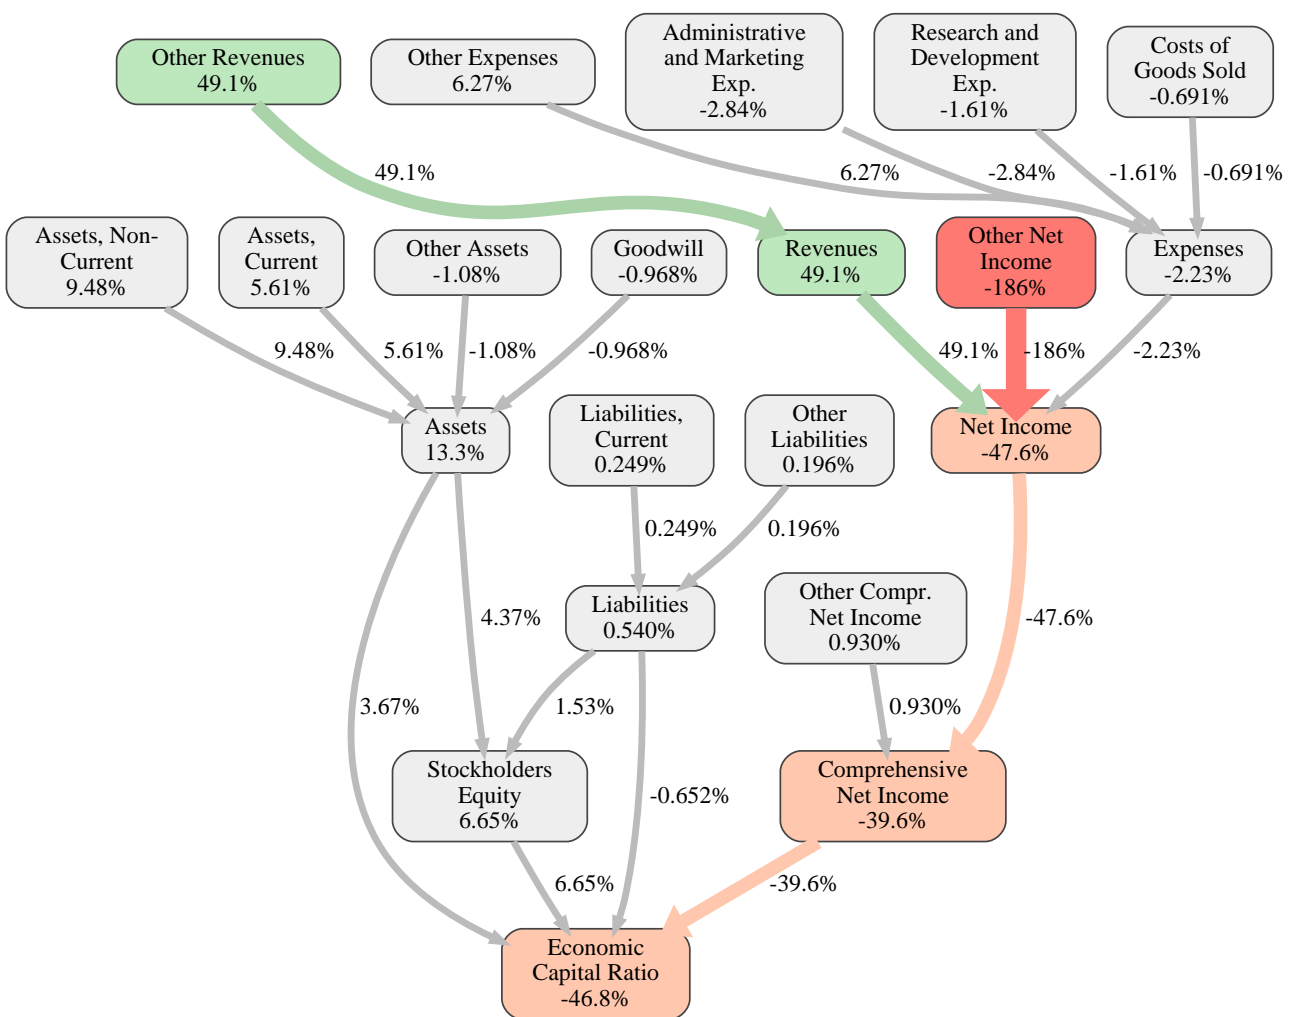 Other Revenues
49.1%
Other Expenses
6.27%
Administrative
and Marketing
Exp.
-2.84%
Research and
Development
Exp.
-1.61%
Costs of
Goods Sold
-0.691%
49.1%
6.27%
-2.84%
-1.61%
-0.691%
Assets, Non-
Current
9.48%
Assets,
Current
5.61%
Other Assets
-1.08%
Goodwill
-0.968%
Revenues
49.1%
Other Net
Income
-186%
Expenses
-2.23%
9.48%
5.61%
-1.08%
-0.968%
49.1%
-186%
-2.23%
Assets
13.3%
Liabilities,
Current
0.249%
Other
Liabilities
0.196%
Net Income
-47.6%
0.249%
0.196%
Liabilities
0.540%
Other Compr.
Net Income
0.930%
4.37%
-47.6%
3.67%
1.53%
0.930%
Stockholders
Equity
6.65%
-0.652%
Comprehensive
Net Income
-39.6%
6.65%
-39.6%
Economic
Capital Ratio
-46.8%